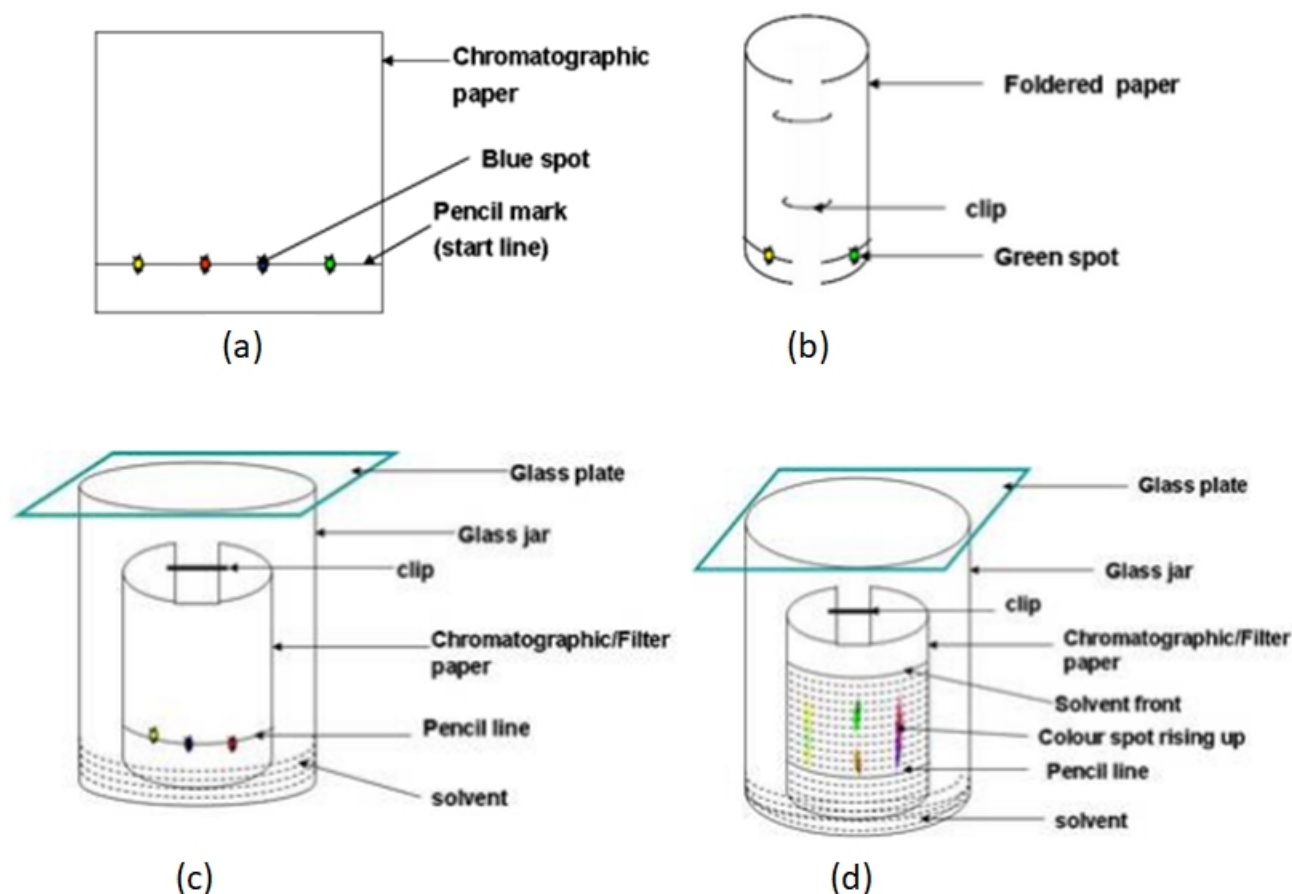 Chromatographic
paper
Blue spot
Pencil mark
(start line)
(a)
Foldered paper
clip
Green spot
(b)
Glass plate
Glass jar
clip
Chromatographic/Filter
paper
Pencil line
solvent
(c)
Glass plate
Glass jar
clip
Chromatographic/Filter
paper
Solvent front
Colour spot rising up
Pencil line
solvent
(d)